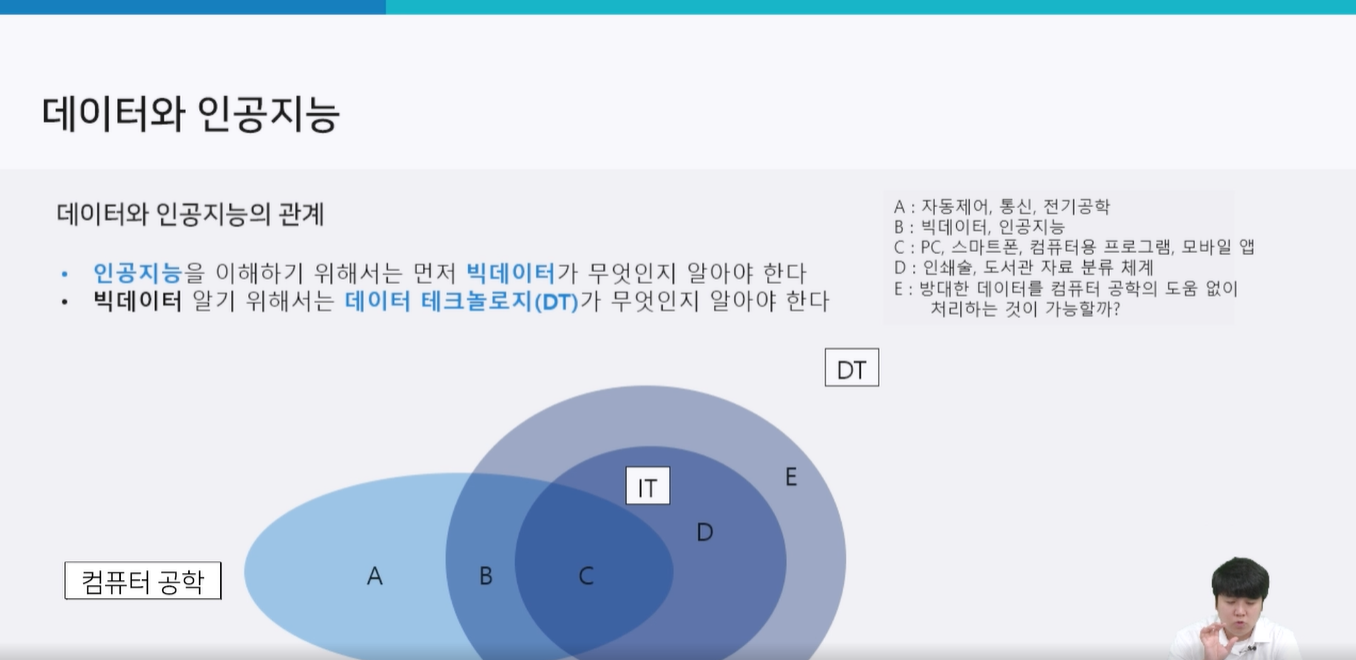 데이터와 인공지능
데이터와 인공지능의 관계
• 인공지능을 이해하기 위해서는 먼저 빅데이터가 무엇인지 알아야 한다
• 빅데이터 알기 위해서는 데이터 테크놀로지(DT)가 무엇인지 알아야 한다
A : 자동제어, 통신, 전기공학
B : 빅데이터, 인공지능
C : PC, 스마트폰, 컴퓨터용 프로그램, 모바일 앱
D : 인쇄술, 도서관 자료 분류 체계
E : 방대한 데이터를 컴퓨터 공학의 도움 없이
처리하는 것이 가능할까?
DT
IT
E
D
컴퓨터 공학
A
B
C